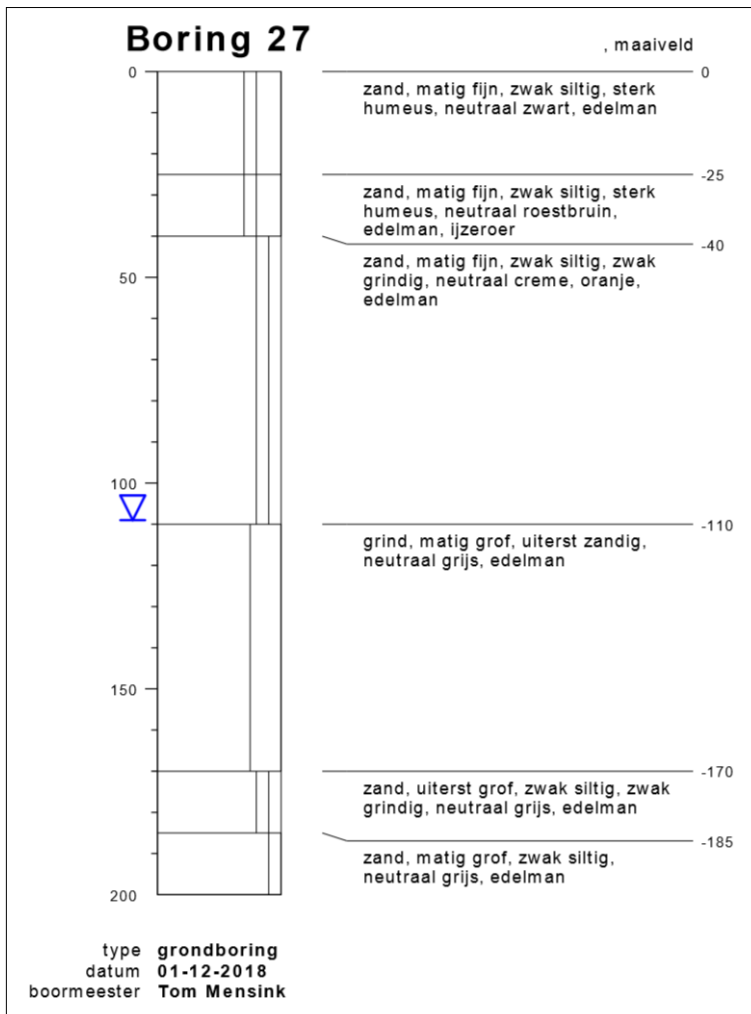 Boring 27
, maaiveld
0
0
zand, matig fijn, zwak siltig, sterk
humeus, neutraal zwart, edelman
-25
zand, matig fijn, zwak siltig, sterk
humeus, neutraal roestbruin,
edelman, ijzeroer
-40
zand, matig fijn, zwak siltig, zwak
grindig, neutraal creme, oranje,
edelman
50
100
-110
grind, matig grof, uiterst zandig,
neutraal grijs, edelman
150
-170
zand, uiterst grof, zwak siltig, zwak
grindig, neutraal grijs, edelman
-185
zand, matig grof, zwak siltig,
neutraal grijs, edelman
200
type grondboring
datum 01-12-2018
boormeester Tom Mensink